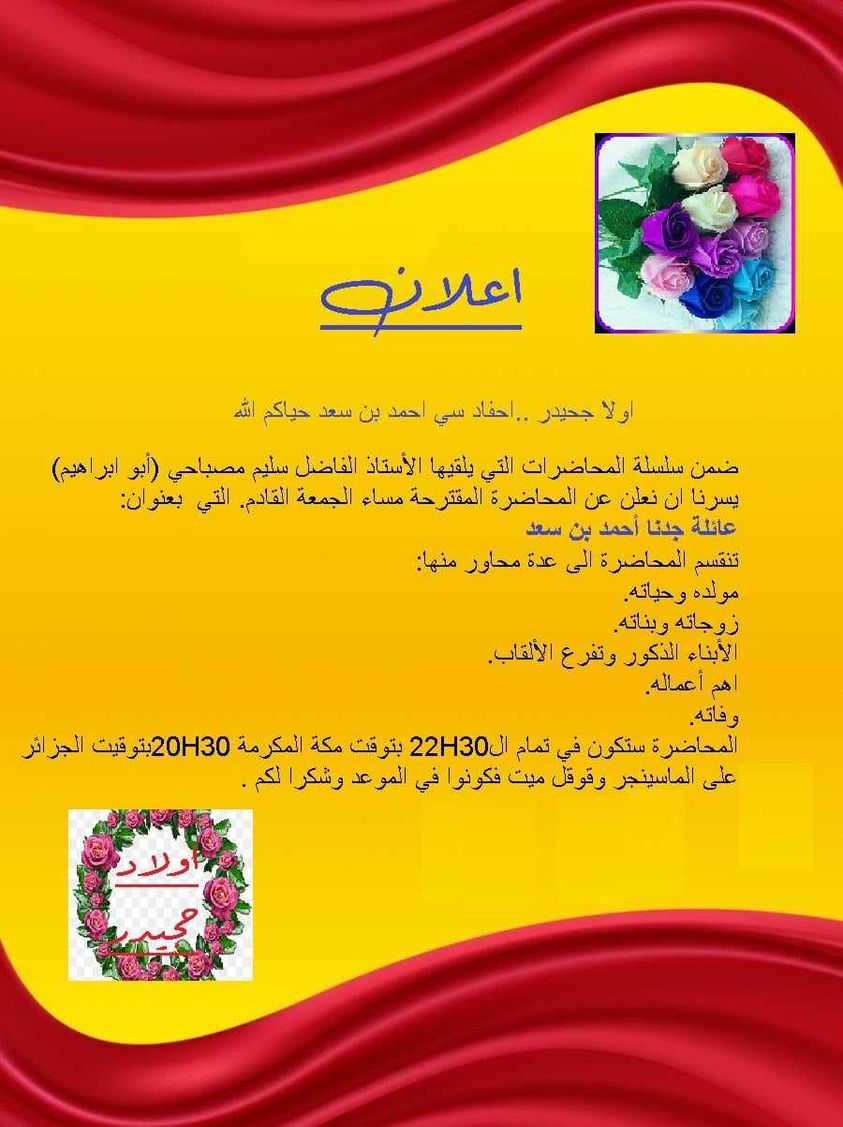 اعلان
اولا جحيدر ..احفاد سي احمد بن سعد حياكم الله
ضمن سلسلة المحاضرات التي يلقيها الأستاذ الفاضل سليم مصباحي (أبو ابراهيم)
يسرنا ان نعلن عن المحاضرة المقترحة مساء الجمعة القادم. التي بعنوان:
عائلة جدنا أحمد بن سعد
تنقسم المحاضرة الى عدة محاور منها:
مولده وحياته.
زوجاته وبناته.
الأبناء الذكور وتفرع الألقاب.
اهم أعماله.
وفاته.
المحاضرة ستكون في تمام ال22H30 بتوقت مكة المكرمة 20H30بتوقيت الجزائر
على الماسينجر وقوقل ميت فكونوا في الموعد وشكرا لكم .
اولاد
جحيدر